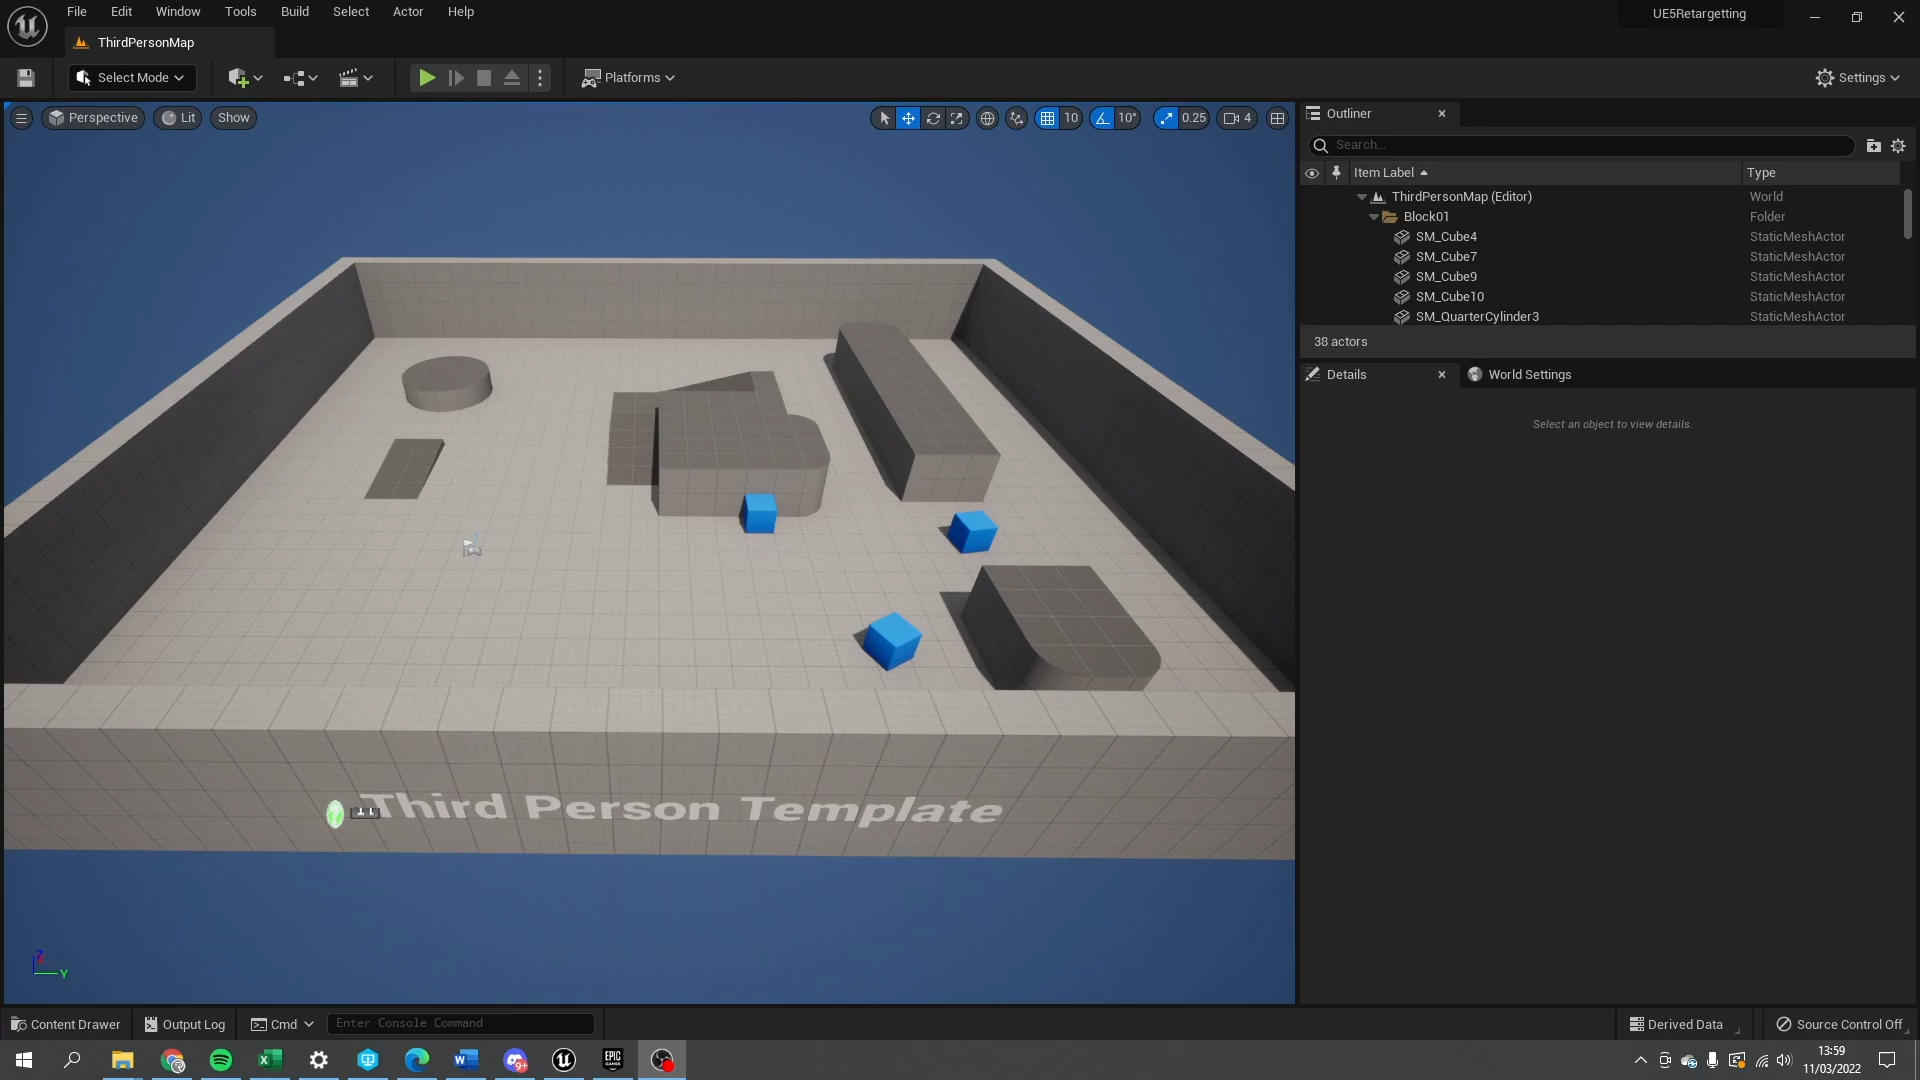 File Edit Window Tools Build Select Actor Help
UE5Retargetting
ThirdPersonMap
Select Mode
Platforms
Settings
Perspective
Lit
Show
10
10°
0.25
4
Outliner
Search...
Item Label
Type
ThirdPersonMap (Editor)
World
Block01
Folder
SM_Cube4
StaticMeshActor
SM_Cube7
StaticMeshActor
SM_Cube9
StaticMeshActor
SM_Cube10
StaticMeshActor
SM_QuarterCylinder3
StaticMeshActor
38 actors
Details
World Settings
Select an object to view details.
Third Person Template
Z
Y
Content Drawer
Output Log
Cmd
Enter Console Command
Derived Data
Source Control Off
9+
EPIC
GAMES
13:59
11/03/2022